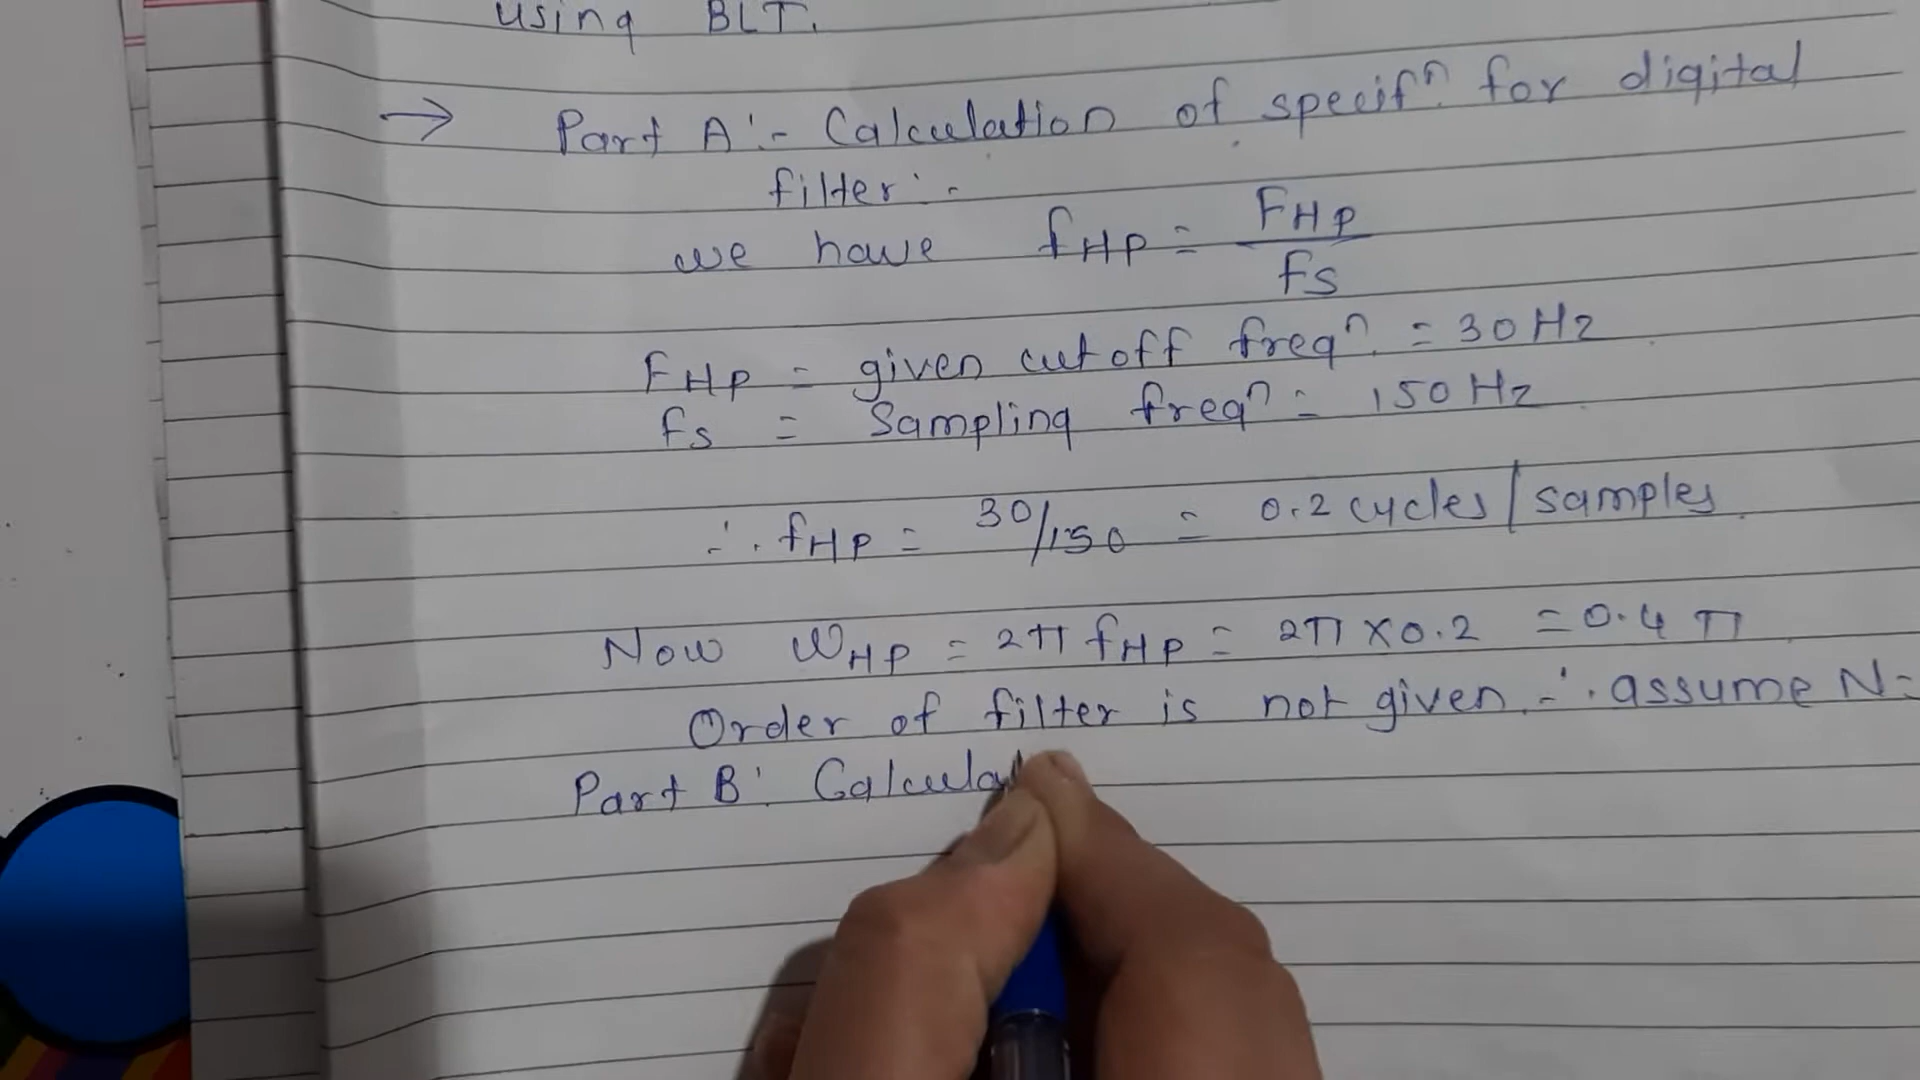 using BLT.
→ Part A :- Calculation of specifⁿ. for digital
filter :-
we have fHP = FHP / fs
FHP = given cutoff freqⁿ. = 30 Hz
fs = Sampling freqⁿ = 150 Hz
∴ fHP = 30/150 = 0.2 cycles / samples
Now ωHP = 2π fHP = 2π × 0.2 = 0.4 π
Order of filter is not given. ∴ assume N =
Part B : Calcula